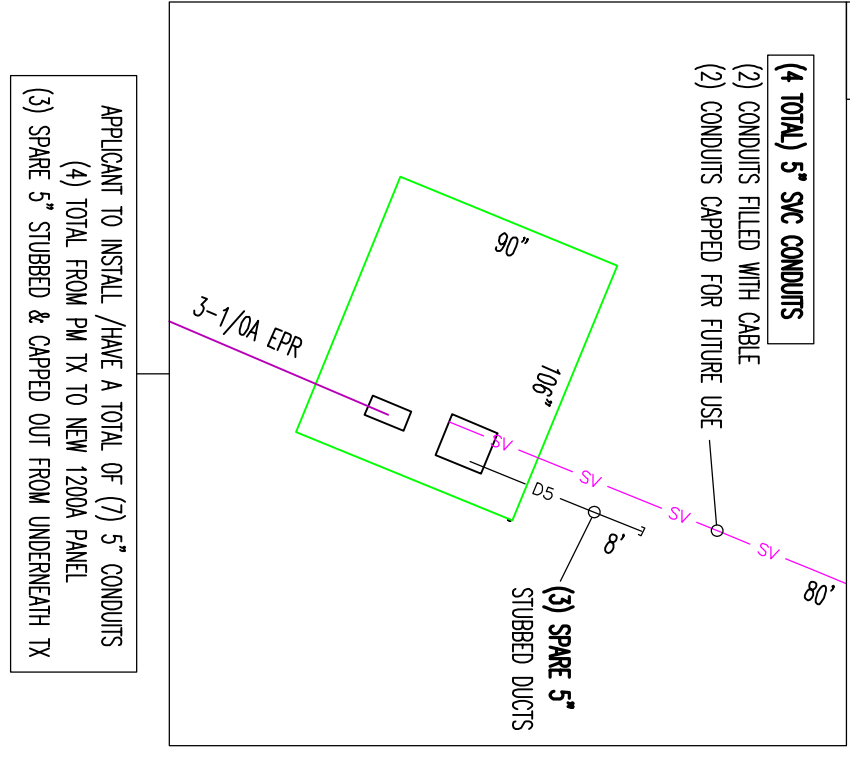 (4 TOTAL) 5" SVC CONDUITS
(2) CONDUITS FILLED WITH CABLE
(2) CONDUITS CAPPED FOR FUTURE USE
90"
106"
3-1/0A EPR
SV
SV
SV
SV
80'
D5
8'
(3) SPARE 5"
STUBBED DUCTS
APPLICANT TO INSTALL /HAVE A TOTAL OF (7) 5" CONDUITS
(4) TOTAL FROM PM TX TO NEW 1200A PANEL
(3) SPARE 5" STUBBED & CAPPED OUT FROM UNDERNEATH TX